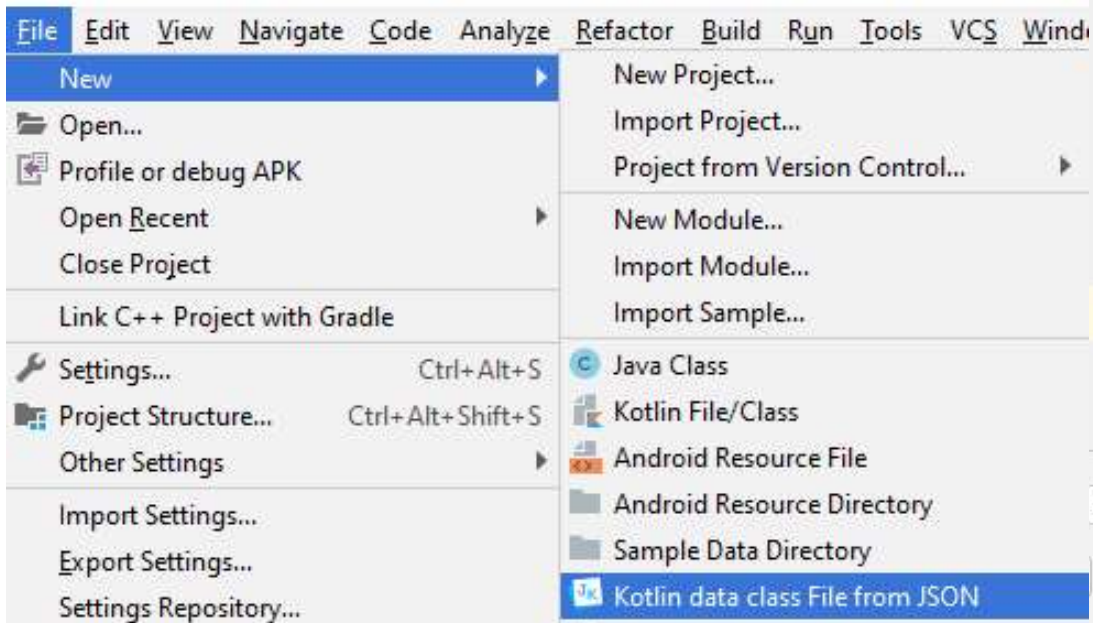 File Edit View Navigate Code Analyze Refactor Build Run Tools VCS
New
Open...
Profile or debug APK
Open Recent
Close Project
Link C++ Project with Gradle
Settings... Ctrl+Alt+S
Project Structure... Ctrl+Alt+Shift+S
Other Settings
Import Settings...
Export Settings...
Settings Repository...
New Project...
Import Project...
Project from Version Control...
New Module...
Import Module...
Import Sample...
C Java Class
Kotlin File/Class
Android Resource File
Android Resource Directory
Sample Data Directory
JK Kotlin data class File from JSON